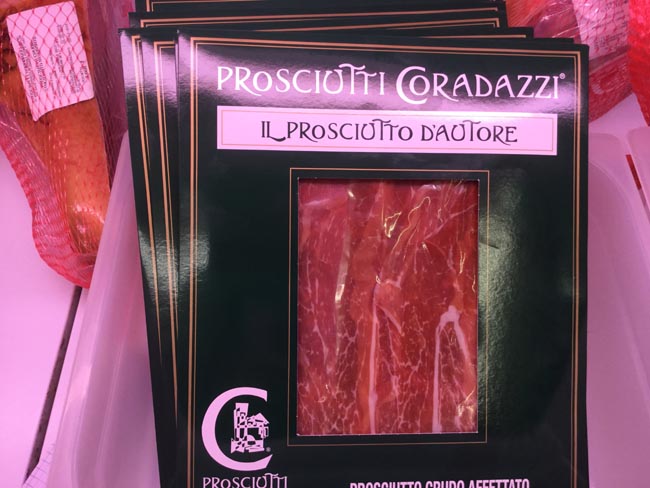 PROSCIUTTI CORADAZZI®
IL PROSCIUTTO D'AUTORE
PROSCIUTTI
PROSCIUTTO CRUDO AFFETTATO